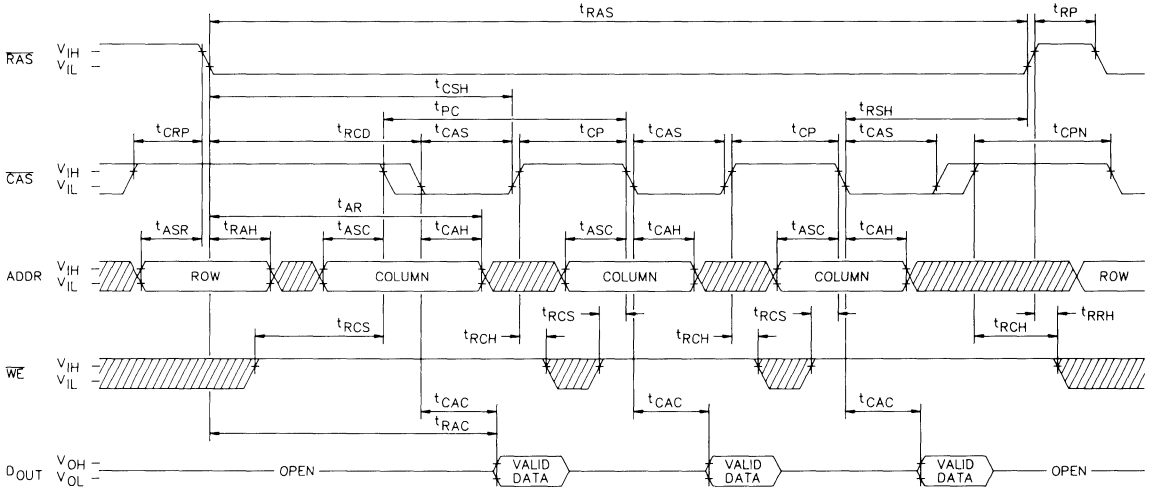 tRAS tRP
RAS VIH VIL
tCSH
tPC tRSH
tCRP tRCD tCAS tCP tCAS tCP tCAS tCPN
CAS VIH VIL
tAR
tASR tRAH tASC tCAH tASC tCAH tASC tCAH
ADDR VIH VIL ROW COLUMN COLUMN COLUMN ROW
tRCS tRCH tRCS tRCH tRCS tRCH tRRH
WE VIH VIL
tCAC tCAC tCAC
tRAC
DOUT VOH VOL OPEN VALID DATA VALID DATA VALID DATA OPEN